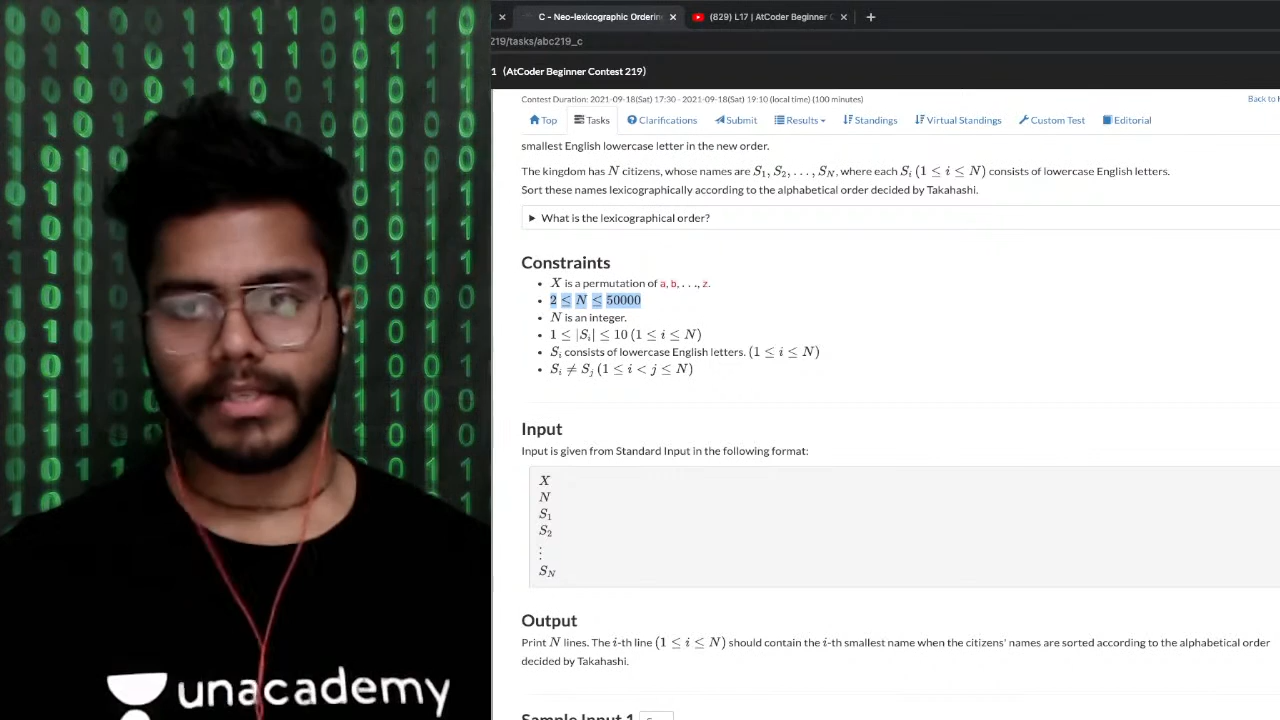 C - Neo-lexicographic Ordering
(829) L17 | AtCoder Beginner C
219/tasks/abc219_c
1 (AtCoder Beginner Contest 219)
Contest Duration: 2021-09-18(Sat) 17:30 - 2021-09-18(Sat) 19:10 (local time) (100 minutes)
Back to
Top Tasks Clarifications Submit Results Standings Virtual Standings Custom Test Editorial
smallest English lowercase letter in the new order.
The kingdom has N citizens, whose names are S1, S2, . . . , SN, where each Si (1 ≤ i ≤ N) consists of lowercase English letters.
Sort these names lexicographically according to the alphabetical order decided by Takahashi.
What is the lexicographical order?
Constraints
X is a permutation of a, b, . . ., z.
2 ≤ N ≤ 50000
N is an integer.
1 ≤ |Si| ≤ 10 (1 ≤ i ≤ N)
Si consists of lowercase English letters. (1 ≤ i ≤ N)
Si ≠ Sj (1 ≤ i < j ≤ N)
Input
Input is given from Standard Input in the following format:
X
N
S1
S2
⋮
SN
Output
Print N lines. The i-th line (1 ≤ i ≤ N) should contain the i-th smallest name when the citizens' names are sorted according to the alphabetical order
decided by Takahashi.
Sample Input 1
unacademy